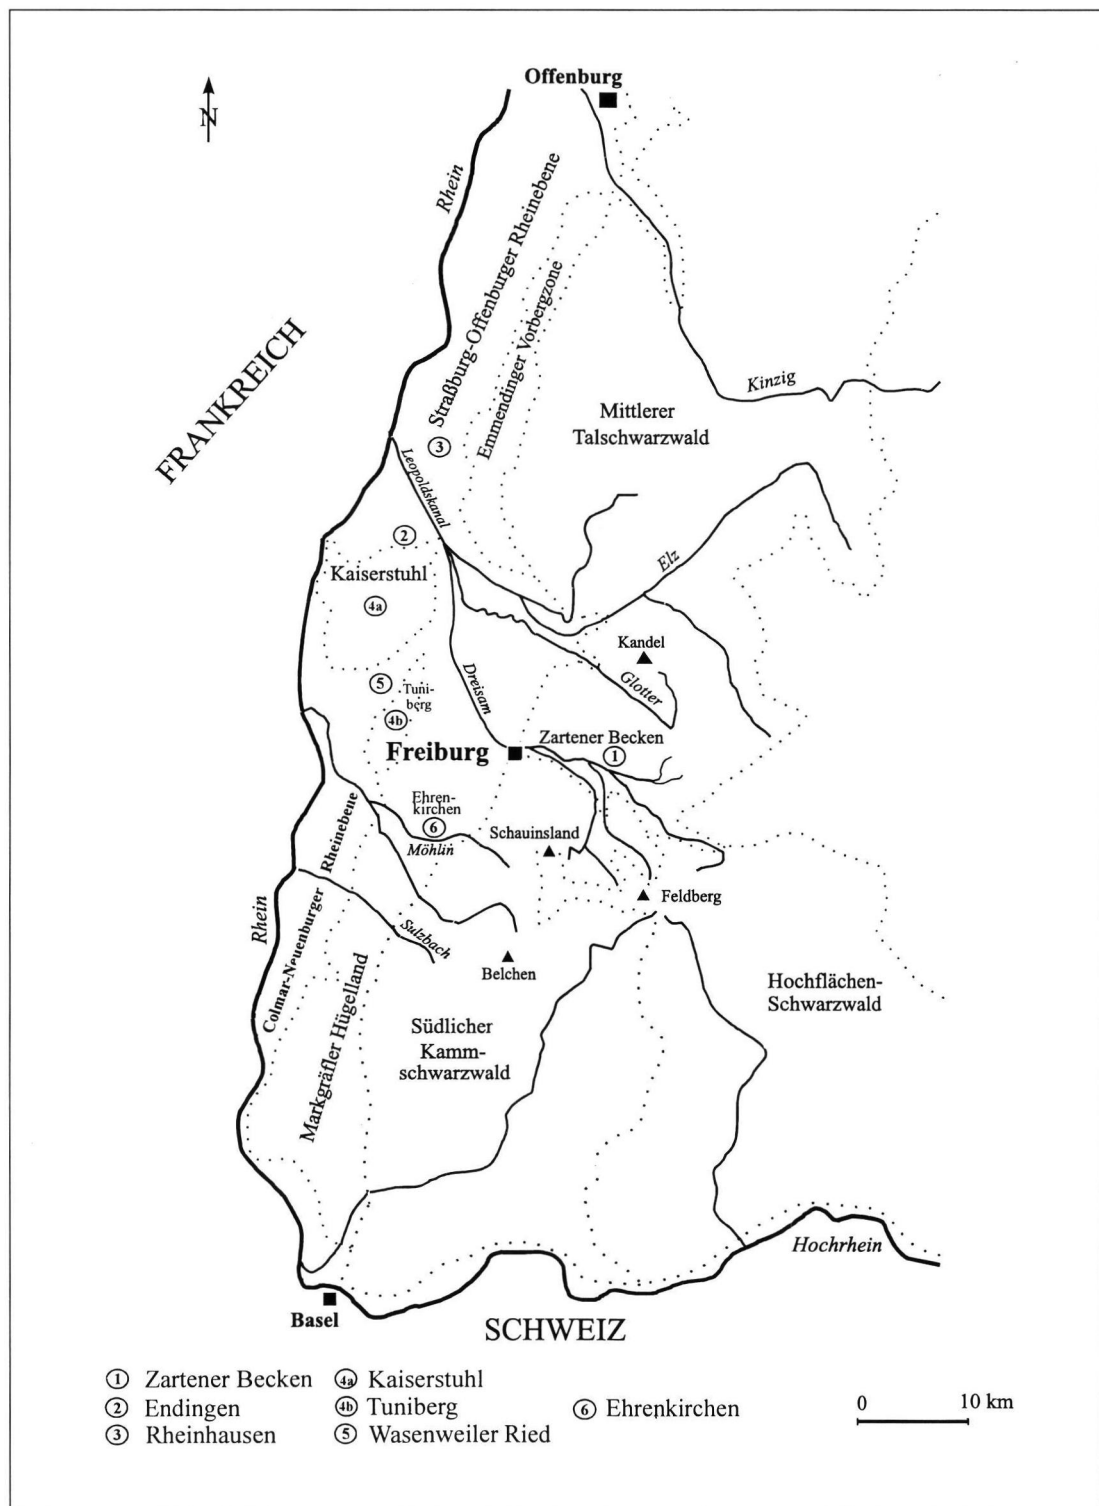 Offenburg
N
Rhein
Straßburg-Offenburger Rheinebene
Emmendinger Vorbergzone
FRANKREICH
Kinzig
Mittlerer
Talschwarzwald
3
Leopoldskanal
2
Elz
Kaiserstuhl
4a
Kandel
Glotter
5
Tuni-
berg
4b
Dreisam
Zartener Becken
1
Freiburg
Ehren-
kirchen
6
Möhlin
Schauinsland
Feldberg
Rhein
Colmar-Neuenburger Rheinebene
Sulzbach
Belchen
Markgräfler Hügelland
Südlicher
Kamm-
schwarzwald
Hochflächen-
Schwarzwald
Hochrhein
Basel
SCHWEIZ
1 Zartener Becken
2 Endingen
3 Rheinhausen
4a Kaiserstuhl
4b Tuniberg
5 Wasenweiler Ried
6 Ehrenkirchen
0 10 km